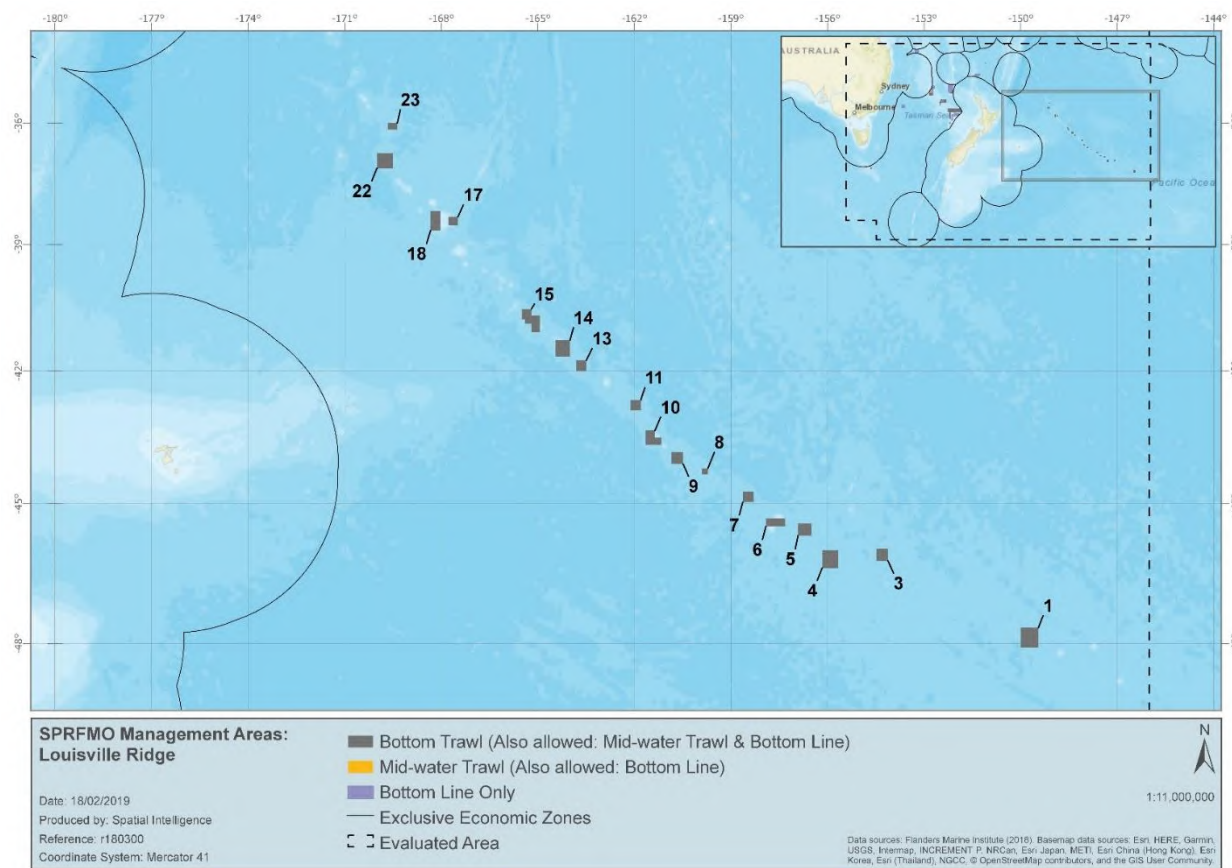 -180° -177° -174° -171° -168° -165° -162° -159° -156° -153° -150° -147° -144°
AUSTRALIA
Sydney
Melbourne
Tasman Sea
Pacific Ocea
23
-36° -36°
22
17
18
-39° -39°
15
14
13
-42° -42°
11
10
8
9
-45° -45°
7
6
5
4
3
1
-48° -48°
SPRFMO Management Areas:
Louisville Ridge
Date: 18/02/2019
Produced by: Spatial Intelligence
Reference: r180300
Coordinate System: Mercator 41
Bottom Trawl (Also allowed: Mid-water Trawl & Bottom Line)
Mid-water Trawl (Also allowed: Bottom Line)
Bottom Line Only
Exclusive Economic Zones
Evaluated Area
N
1:11,000,000
Data sources: Flanders Marine Institute (2018). Basemap data sources: Esri, HERE, Garmin,
USGS, Intermap, INCREMENT P, NRCan, Esri Japan, METI, Esri China (Hong Kong), Esri
Korea, Esri (Thailand), NGCC, © OpenStreetMap contributors, and the GIS User Community